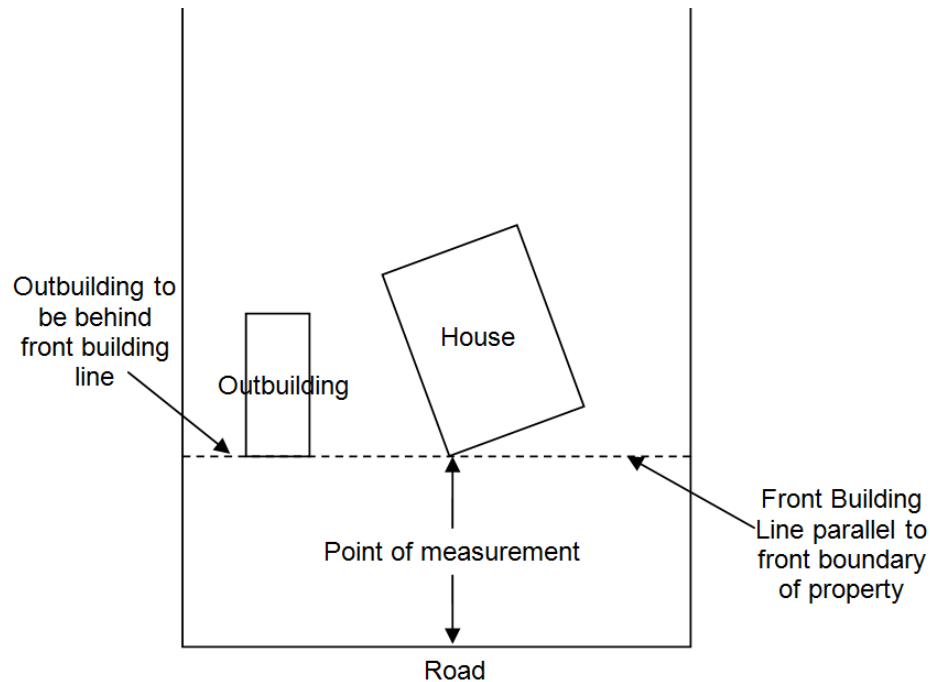 Outbuilding to
be behind
front building
line
House
Outbuilding
Front Building
Line parallel to
front boundary
of property
Point of measurement
Road